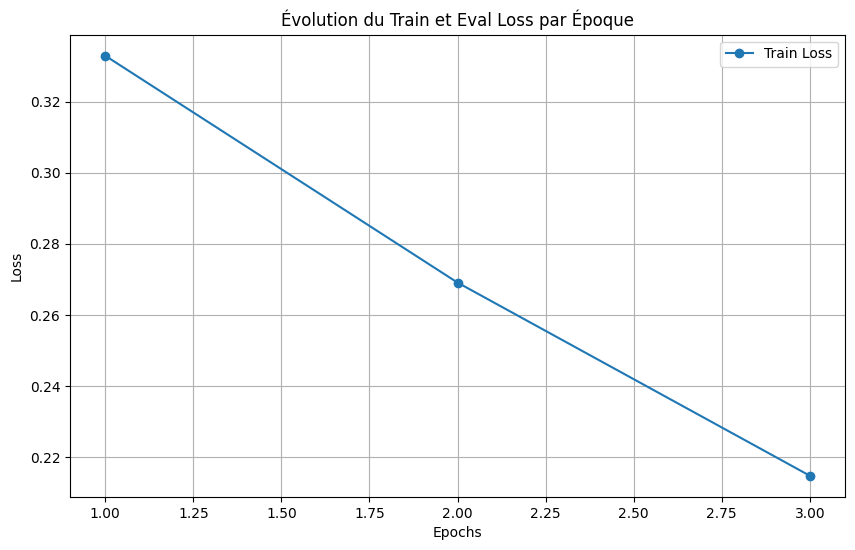 Évolution du Train et Eval Loss par Époque
Train Loss
Loss
0.32
0.30
0.28
0.26
0.24
0.22
1.00 1.25 1.50 1.75 2.00 2.25 2.50 2.75 3.00
Epochs